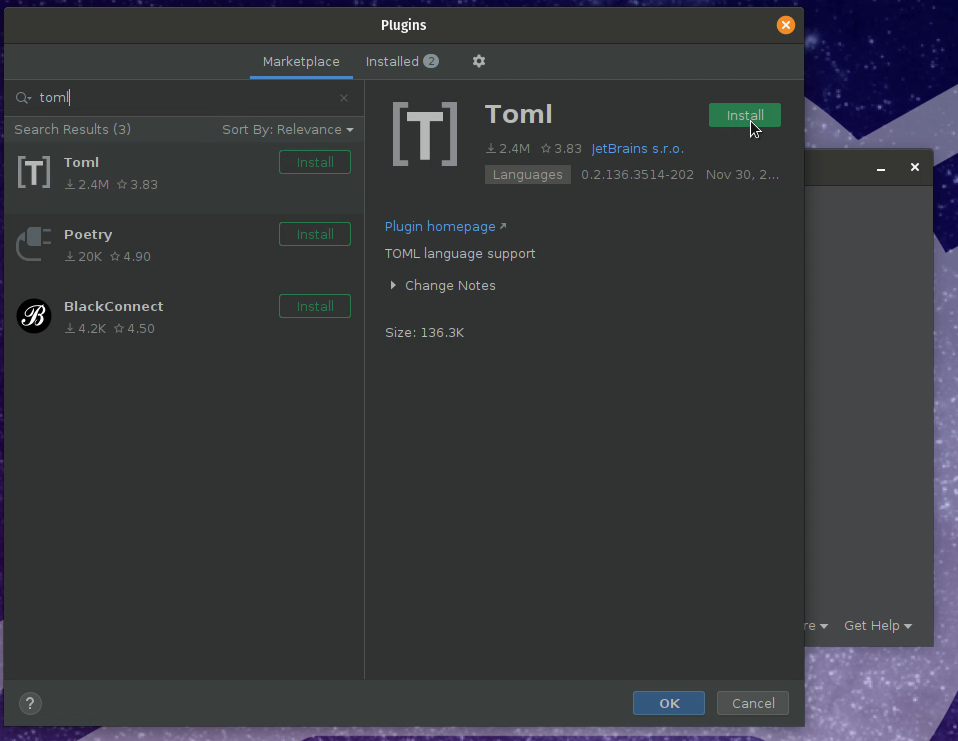 Plugins
Marketplace Installed 2
toml
Search Results (3) Sort By: Relevance
Toml Install
2.4M 3.83
Poetry Install
20K 4.90
BlackConnect Install
4.2K 4.50
[T]
Toml Install
2.4M 3.83 JetBrains s.r.o.
Languages 0.2.136.3514-202 Nov 30, 2...
Plugin homepage
TOML language support
Change Notes
Size: 136.3K
Get Help
? OK Cancel